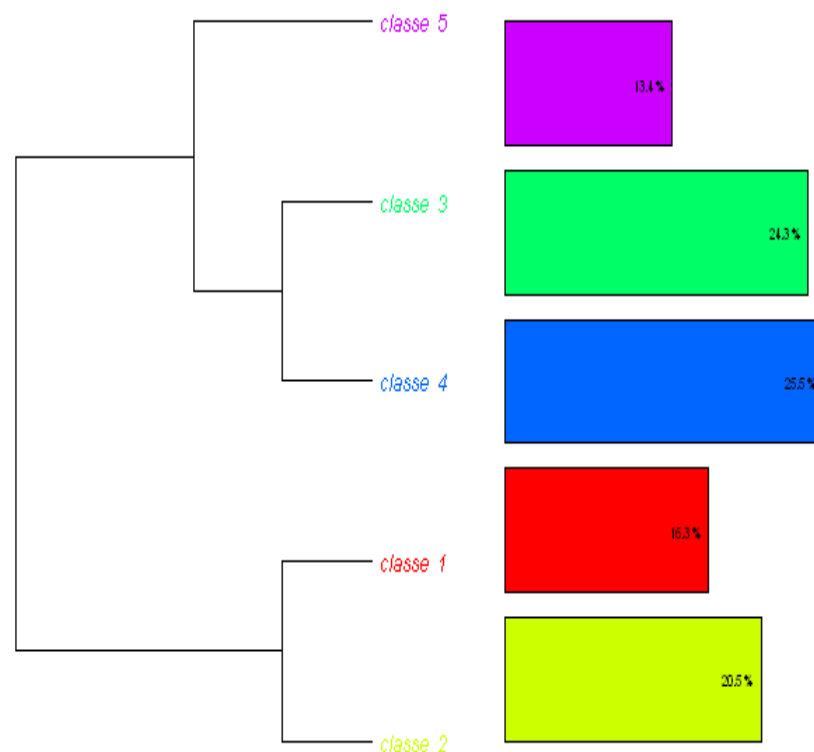 classe 5
13.4 %
classe 3
24.3 %
classe 4
25.5 %
classe 1
16.3 %
classe 2
20.5 %